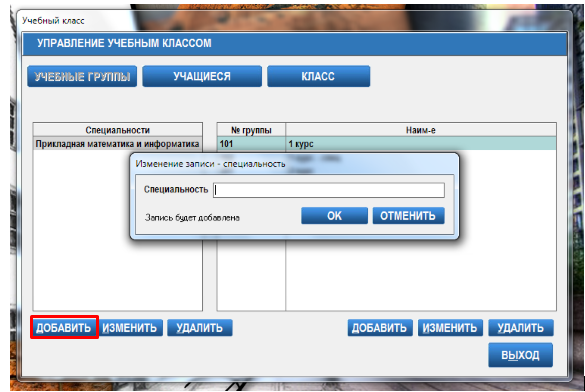 Учебный класс
УПРАВЛЕНИЕ УЧЕБНЫМ КЛАССОМ
УЧЕБНЫЕ ГРУППЫ УЧАЩИЕСЯ КЛАСС
Специальности № группы Наим-е
Прикладная математика и информатика 101 1 курс
Изменение записи - специальность
Специальность
Запись будет добавлена ОК ОТМЕНИТЬ
ДОБАВИТЬ ИЗМЕНИТЬ УДАЛИТЬ ДОБАВИТЬ ИЗМЕНИТЬ УДАЛИТЬ
ВЫХОД